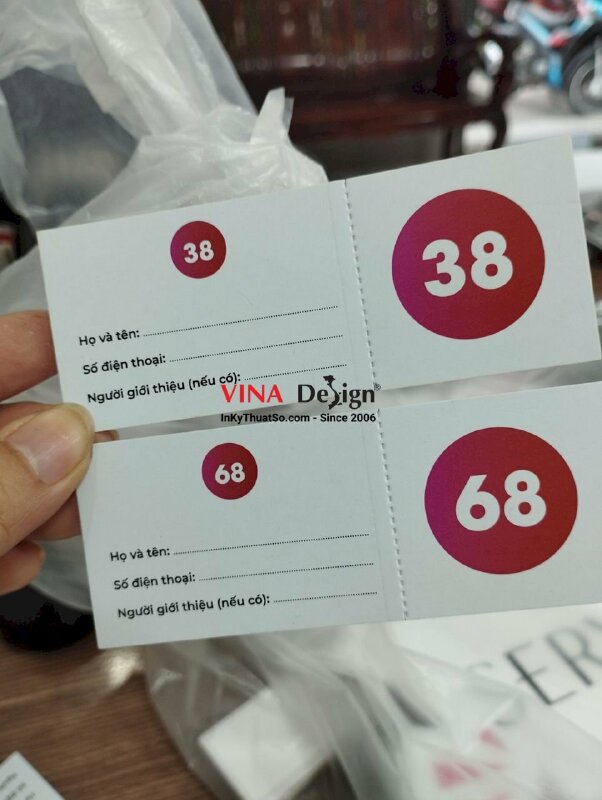 38
38
Họ và tên:
Số điện thoại:
Người giới thiệu (nếu có):
VINA Design®
InKyThuatSo.com - Since 2006
68
68
Họ và tên:
Số điện thoại:
Người giới thiệu (nếu có):
SER